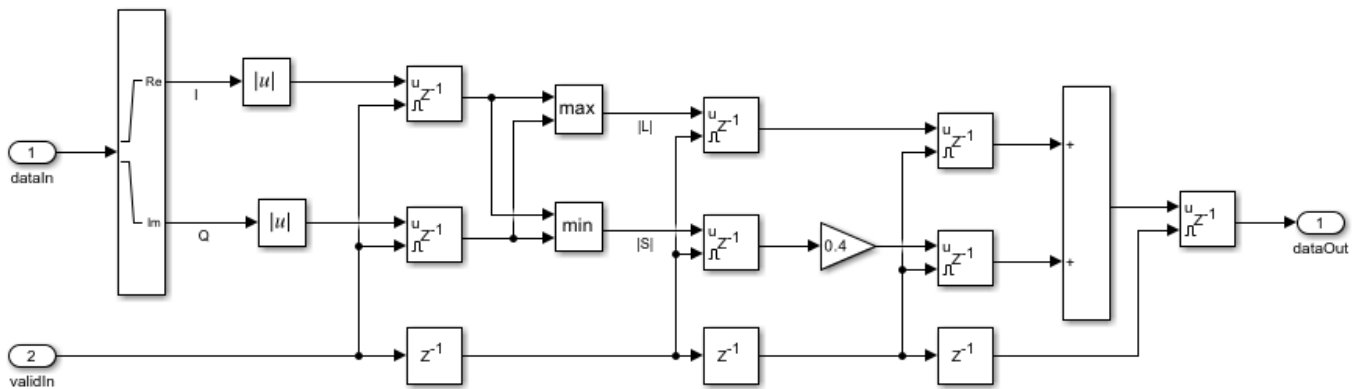 Re
I
|u|
u
Z⁻¹
max
|L|
u
Z⁻¹
u
Z⁻¹
+
1
dataIn
Im
Q
|u|
u
Z⁻¹
min
|S|
u
Z⁻¹
0.4
u
Z⁻¹
+
u
Z⁻¹
1
dataOut
2
validIn
Z⁻¹
Z⁻¹
Z⁻¹